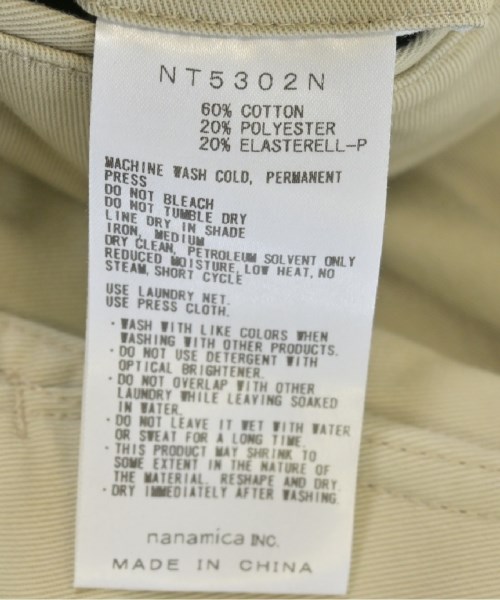 NT5302N
60% COTTON
20% POLYESTER
20% ELASTERELL-P
MACHINE WASH COLD, PERMANENT
PRESS
DO NOT BLEACH
DO NOT TUMBLE DRY
LINE DRY IN SHADE
IRON, MEDIUM
DRY CLEAN, PETROLEUM SOLVENT ONLY
REDUCED MOISTURE, LOW HEAT, NO
STEAM, SHORT CYCLE
USE LAUNDRY NET.
USE PRESS CLOTH.
・WASH WITH LIKE COLORS WHEN
WASHING WITH OTHER PRODUCTS.
・DO NOT USE DETERGENT WITH
OPTICAL BRIGHTENER.
・DO NOT OVERLAP WITH OTHER
LAUNDRY WHILE LEAVING SOAKED
IN WATER.
・DO NOT LEAVE IT WET WITH WATER
OR SWEAT FOR A LONG TIME.
・THIS PRODUCT MAY SHRINK TO
SOME EXTENT IN THE NATURE OF
THE MATERIAL. RESHAPE AND DRY.
・DRY IMMEDIATELY AFTER WASHING.
nanamica INC.
MADE IN CHINA